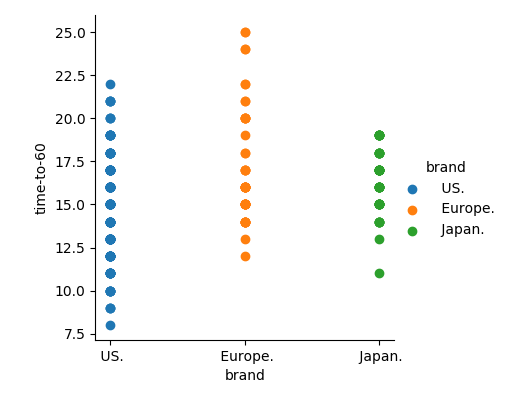 25.0
22.5
20.0
17.5
15.0
12.5
10.0
7.5
time-to-60
US.
Europe.
Japan.
brand
brand
US.
Europe.
Japan.